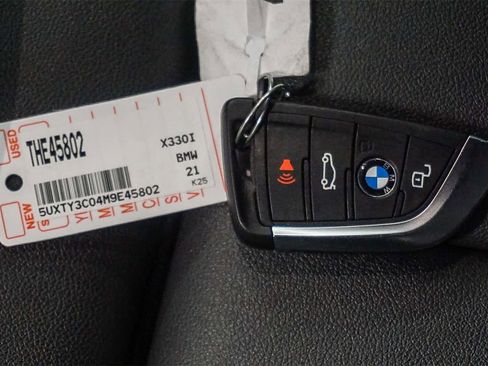 USED
THE45802
X330I
BMW
21
K25
NEW
5UXTY3C04M9E45802
BMW